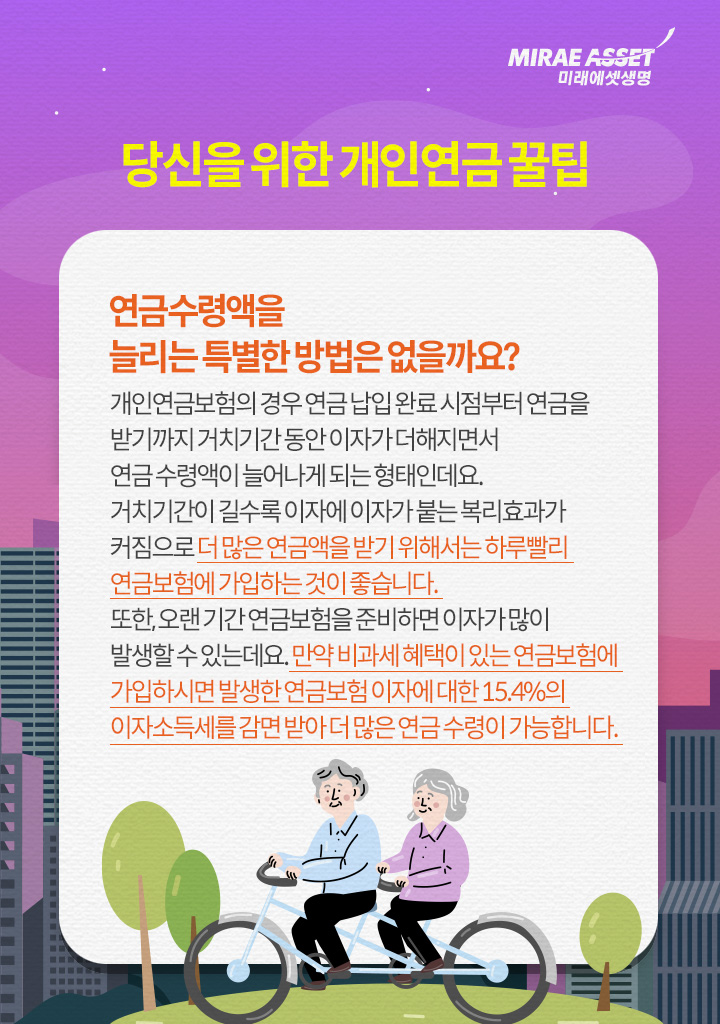 MIRAE ASSET
미래에셋생명
당신을 위한 개인연금 꿀팁
연금수령액을
늘리는 특별한 방법은 없을까요?
개인연금보험의 경우 연금 납입 완료 시점부터 연금을
받기까지 거치기간 동안 이자가 더해지면서
연금 수령액이 늘어나게 되는 형태인데요.
거치기간이 길수록 이자에 이자가 붙는 복리효과가
커짐으로 더 많은 연금액을 받기 위해서는 하루빨리
연금보험에 가입하는 것이 좋습니다.
또한, 오랜 기간 연금보험을 준비하면 이자가 많이
발생할 수 있는데요. 만약 비과세 혜택이 있는 연금보험에
가입하시면 발생한 연금보험 이자에 대한 15.4%의
이자소득세를 감면 받아 더 많은 연금 수령이 가능합니다.